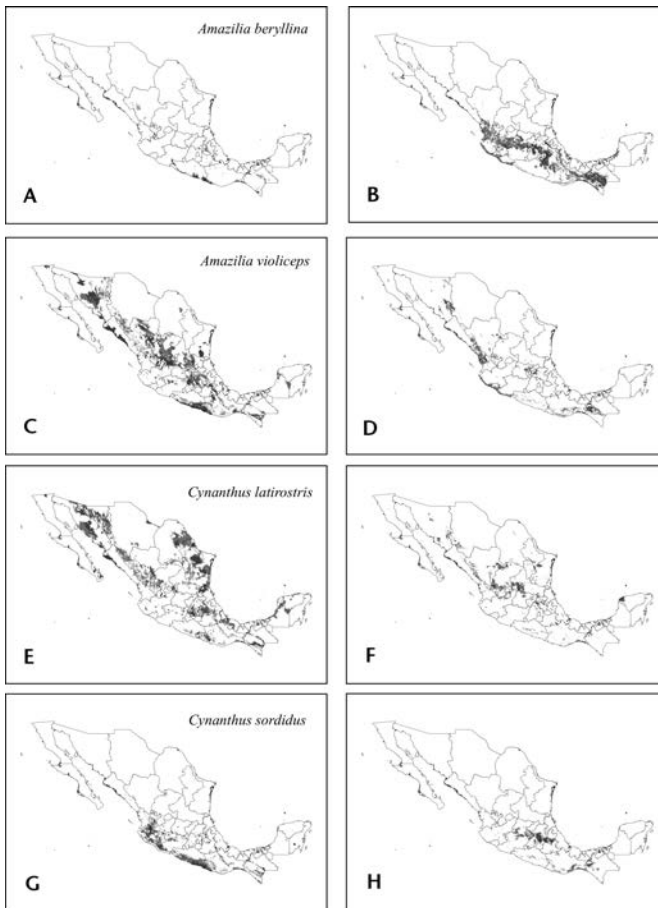 Amazilia beryllina
A
B
Amazilia violiceps
C
D
Cynanthus latirostris
E
F
Cynanthus sordidus
G
H